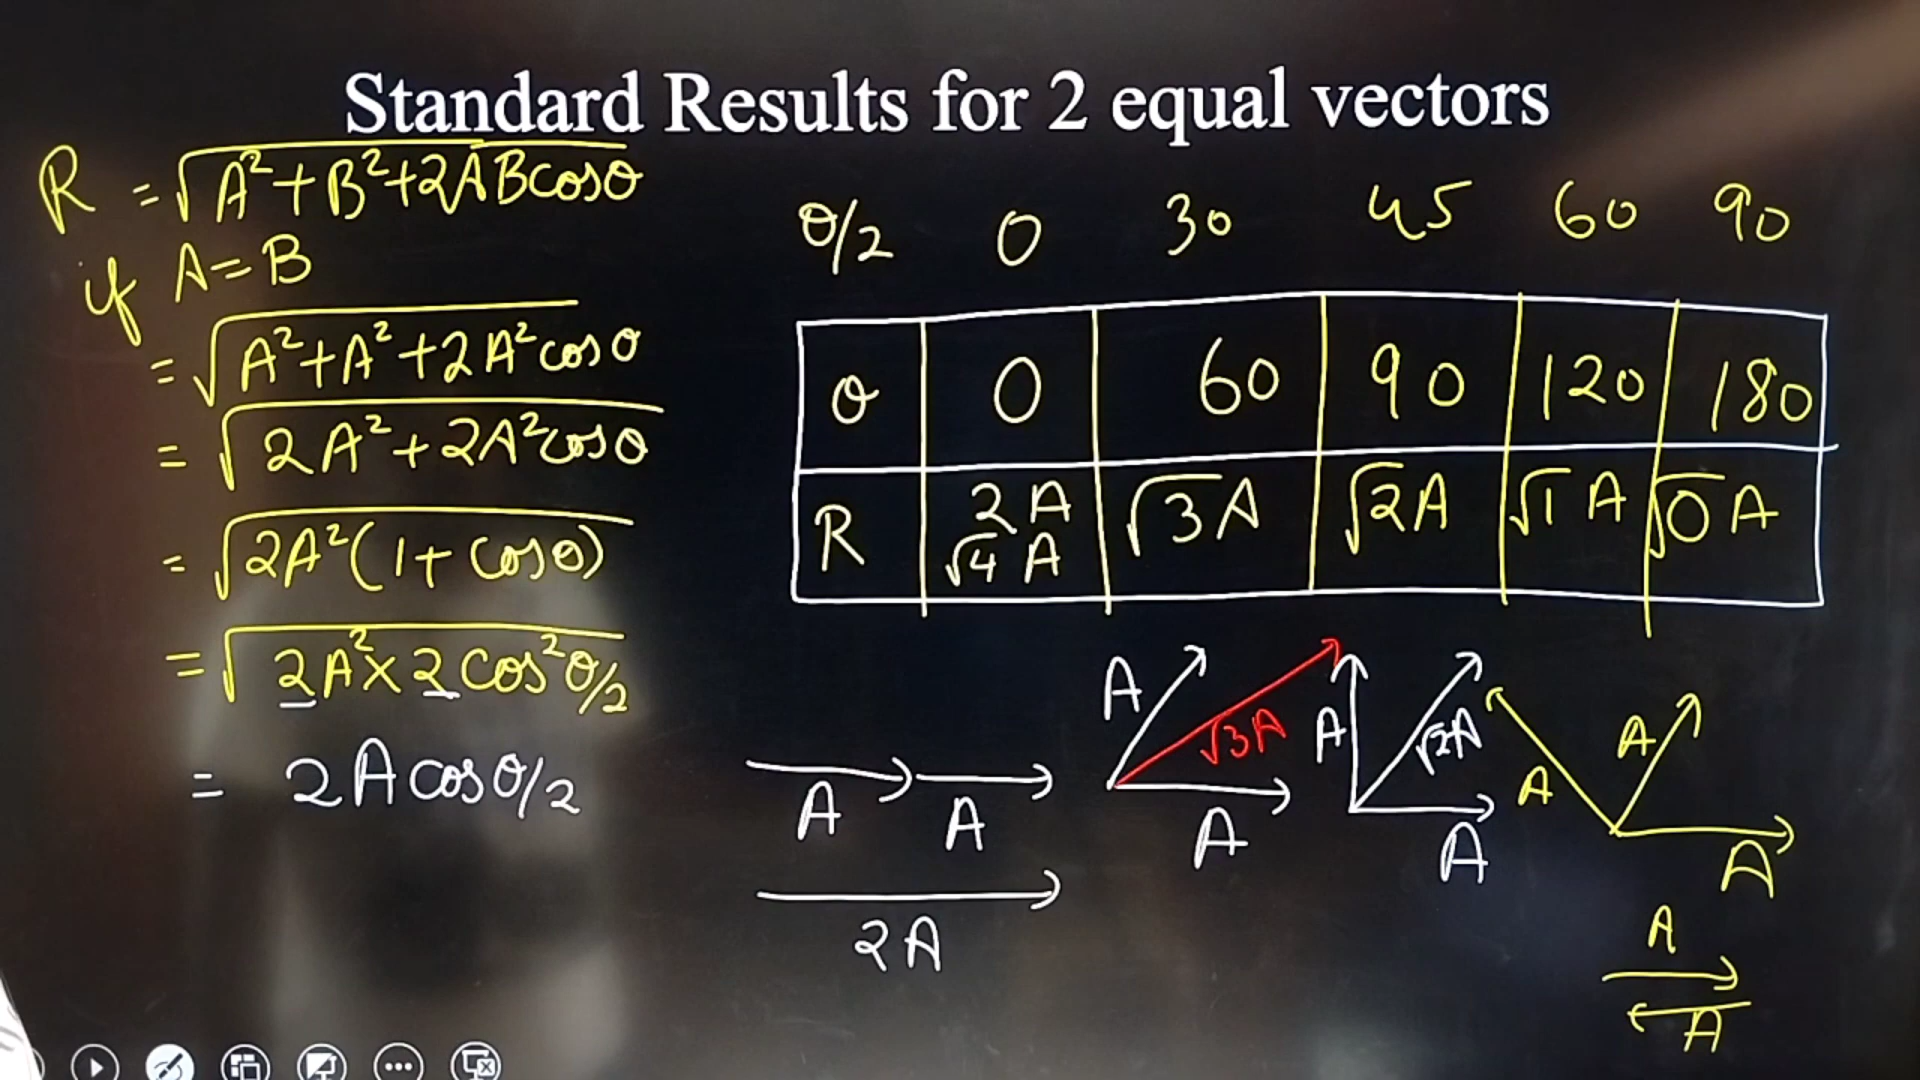 Standard Results for 2 equal vectors
R = √A²+B²+2ABcosθ
if A=B
= √A²+A²+2A²cosθ
= √2A²+2A²cosθ
= √2A²(1+cosθ)
= √2A²×2cos²θ/2
= 2Acosθ/2
θ/2 0 30 45 60 90
θ 0 60 90 120 180
R 2A √3A √2A √1A √0A
√4A
A A
2A
A √3A A
A √2A A
A A A
A
A